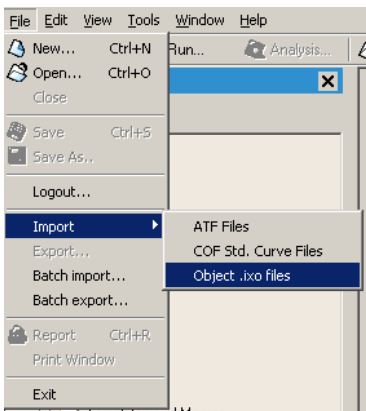 File Edit View Tools Window Help
New... Ctrl+N
Run... Analysis...
Open... Ctrl+O
Close
Save Ctrl+S
Save As..
Logout...
Import
ATF Files
Export...
COF Std. Curve Files
Batch import...
Object .ixo files
Batch export...
Report Ctrl+R
Print Window
Exit